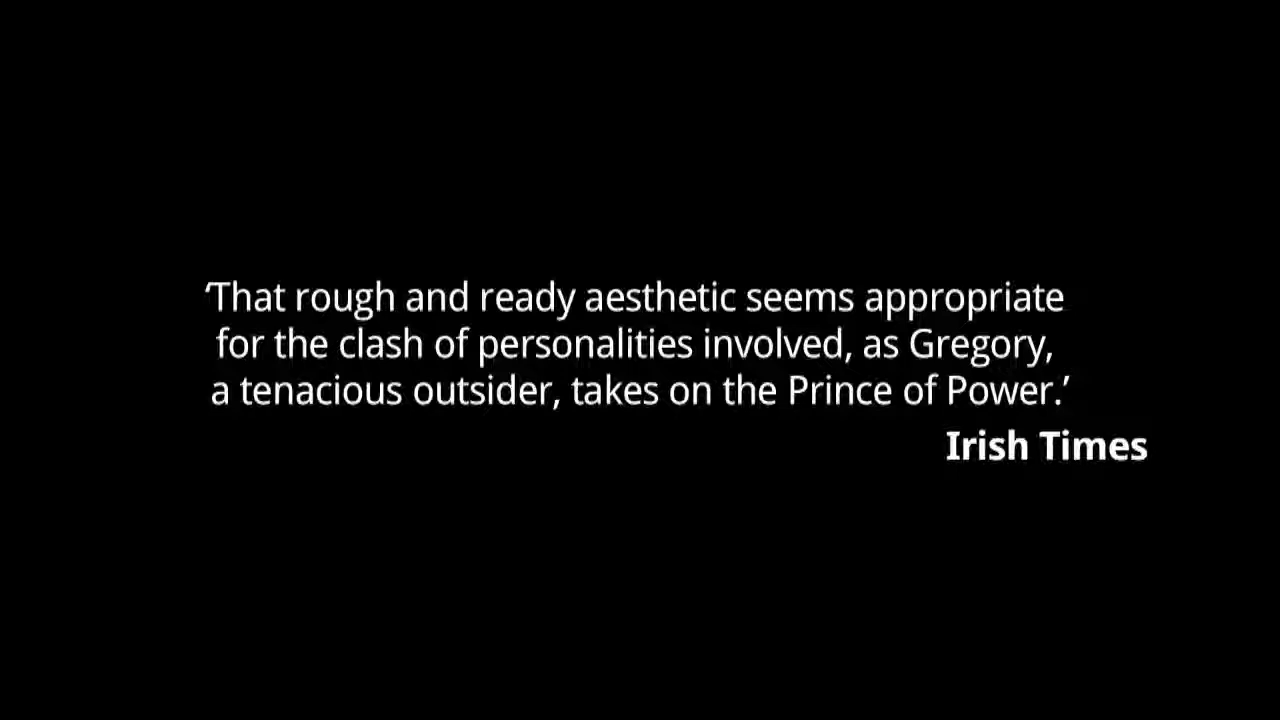 ‘That rough and ready aesthetic seems appropriate
for the clash of personalities involved, as Gregory,
a tenacious outsider, takes on the Prince of Power.’
Irish Times